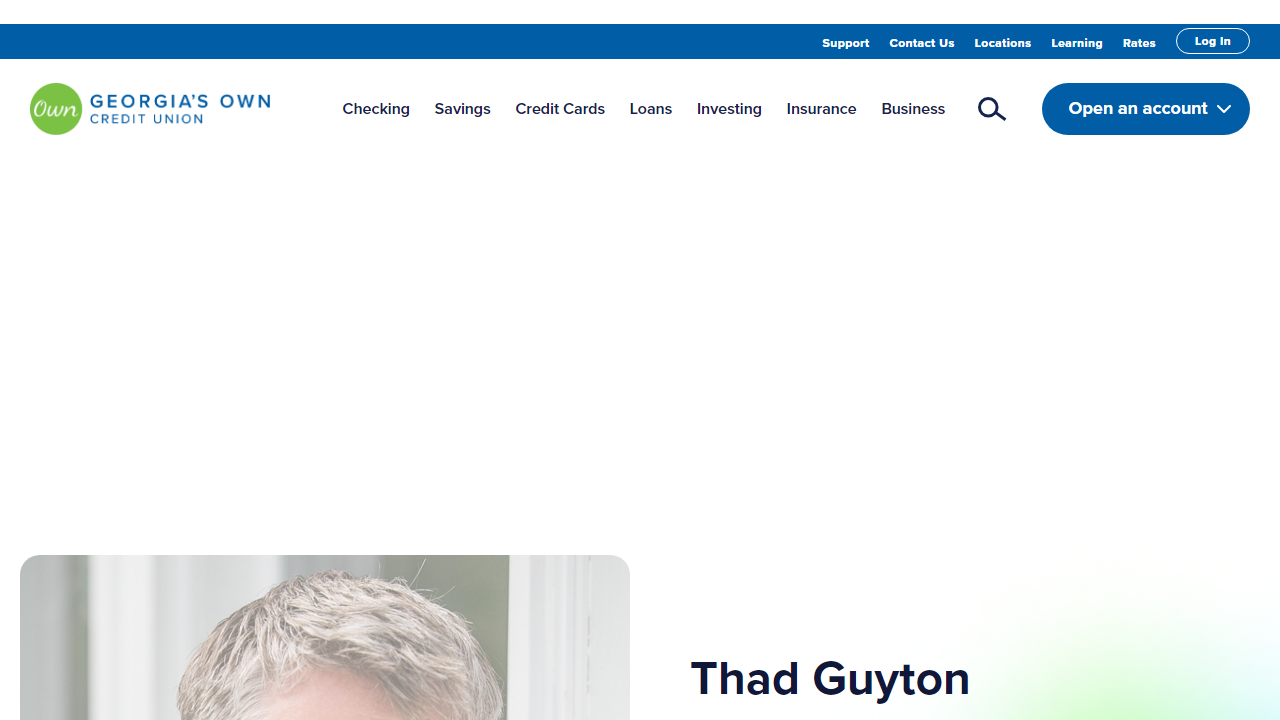 Support Contact Us Locations Learning Rates Log In
Own GEORGIA'S OWN
CREDIT UNION
Checking Savings Credit Cards Loans Investing Insurance Business Open an account
Thad Guyton